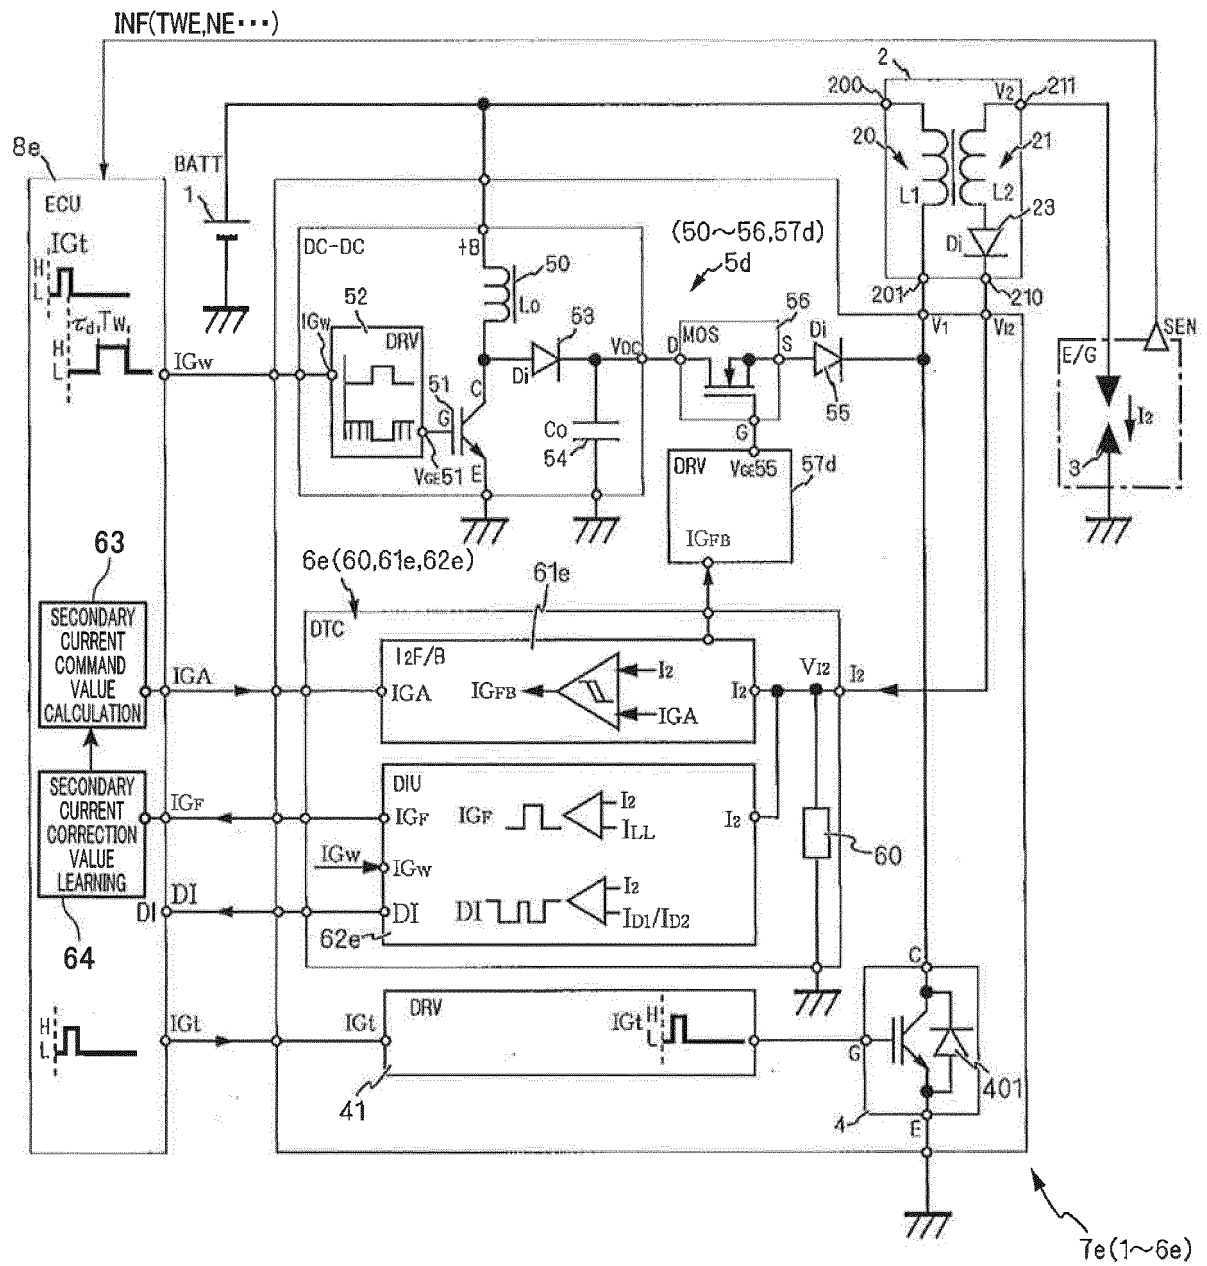 INF(TWE,NE･･･)
2
200
V2
211
8e
BATT
20
21
ECU
1
L1
L2
23
IGt
DC-DC
+B
(50～56,57d)
Di
H
L
50
5d
201
210
τd,Tw,
52
Lo
56
V1
VI2
SEN
IGw
53
MOS
H
L
DRV
VDC
D
S
Di
E/G
IGw
51
C
Di
55
I2
G
Co
G
3
VGE51
E
54
DRV
VGE55
57d
63
IGFB
6e(60,61e,62e)
61e
SECONDARY
CURRENT
COMMAND
VALUE
CALCULATION
DTC
I2F/B
I2
VI2
I2
IGA
IGA
IGFB
I2
IGA
SECONDARY
CURRENT
CORRECTION
VALUE
LEARNING
DIU
IGF
IGF
IGF
I2
ILL
I2
60
IGw
IGw
DI
DI
DI
DI
I2
ID1/ID2
62e
64
C
DRV
H
L
IGt
IGt
IGt
H
L
G
401
41
4
E
7e(1～6e)